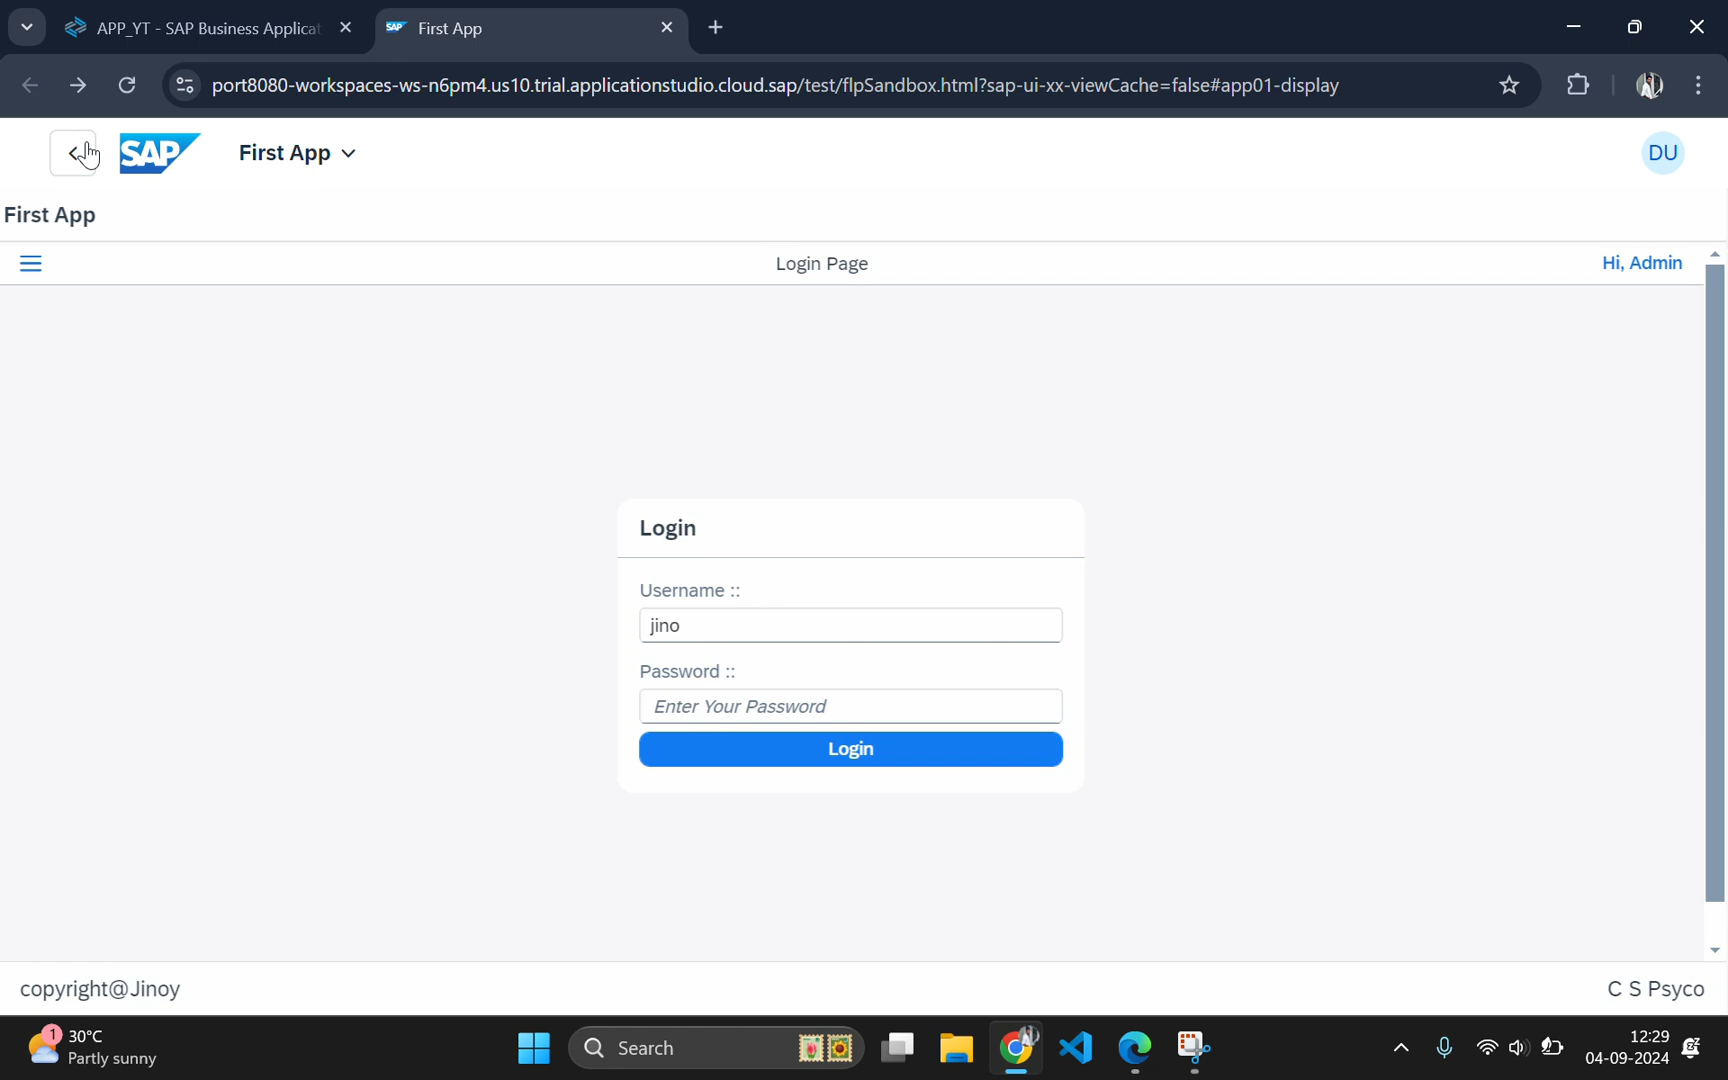 APP_YT - SAP Business Applicat
SAP First App
port8080-workspaces-ws-n6pm4.us10.trial.applicationstudio.cloud.sap/test/flpSandbox.html?sap-ui-xx-viewCache=false#app01-display
SAP First App DU
First App
Login Page Hi, Admin
Login
Username ::
jino
Password ::
Enter Your Password
Login
copyright@Jinoy C S Psyco
1 30°C
Partly sunny
Search
12:29
04-09-2024